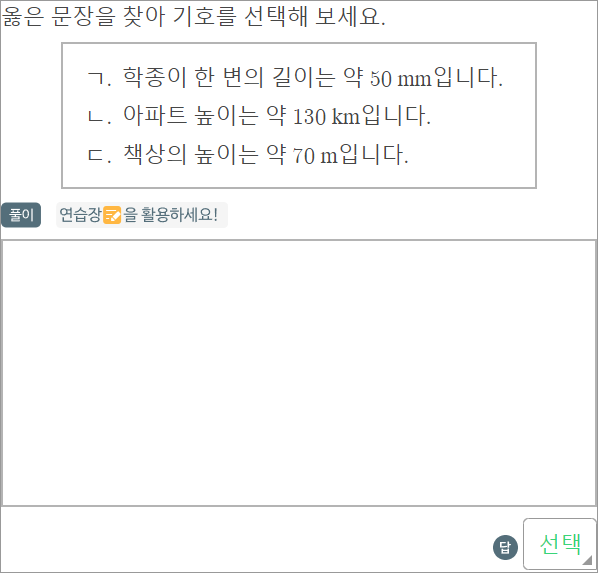 옳은 문장을 찾아 기호를 선택해 보세요.
ㄱ. 학종이 한 변의 길이는 약 50 mm입니다.
ㄴ. 아파트 높이는 약 130 km입니다.
ㄷ. 책상의 높이는 약 70 m입니다.
풀이 연습장을 활용하세요!
답 선택